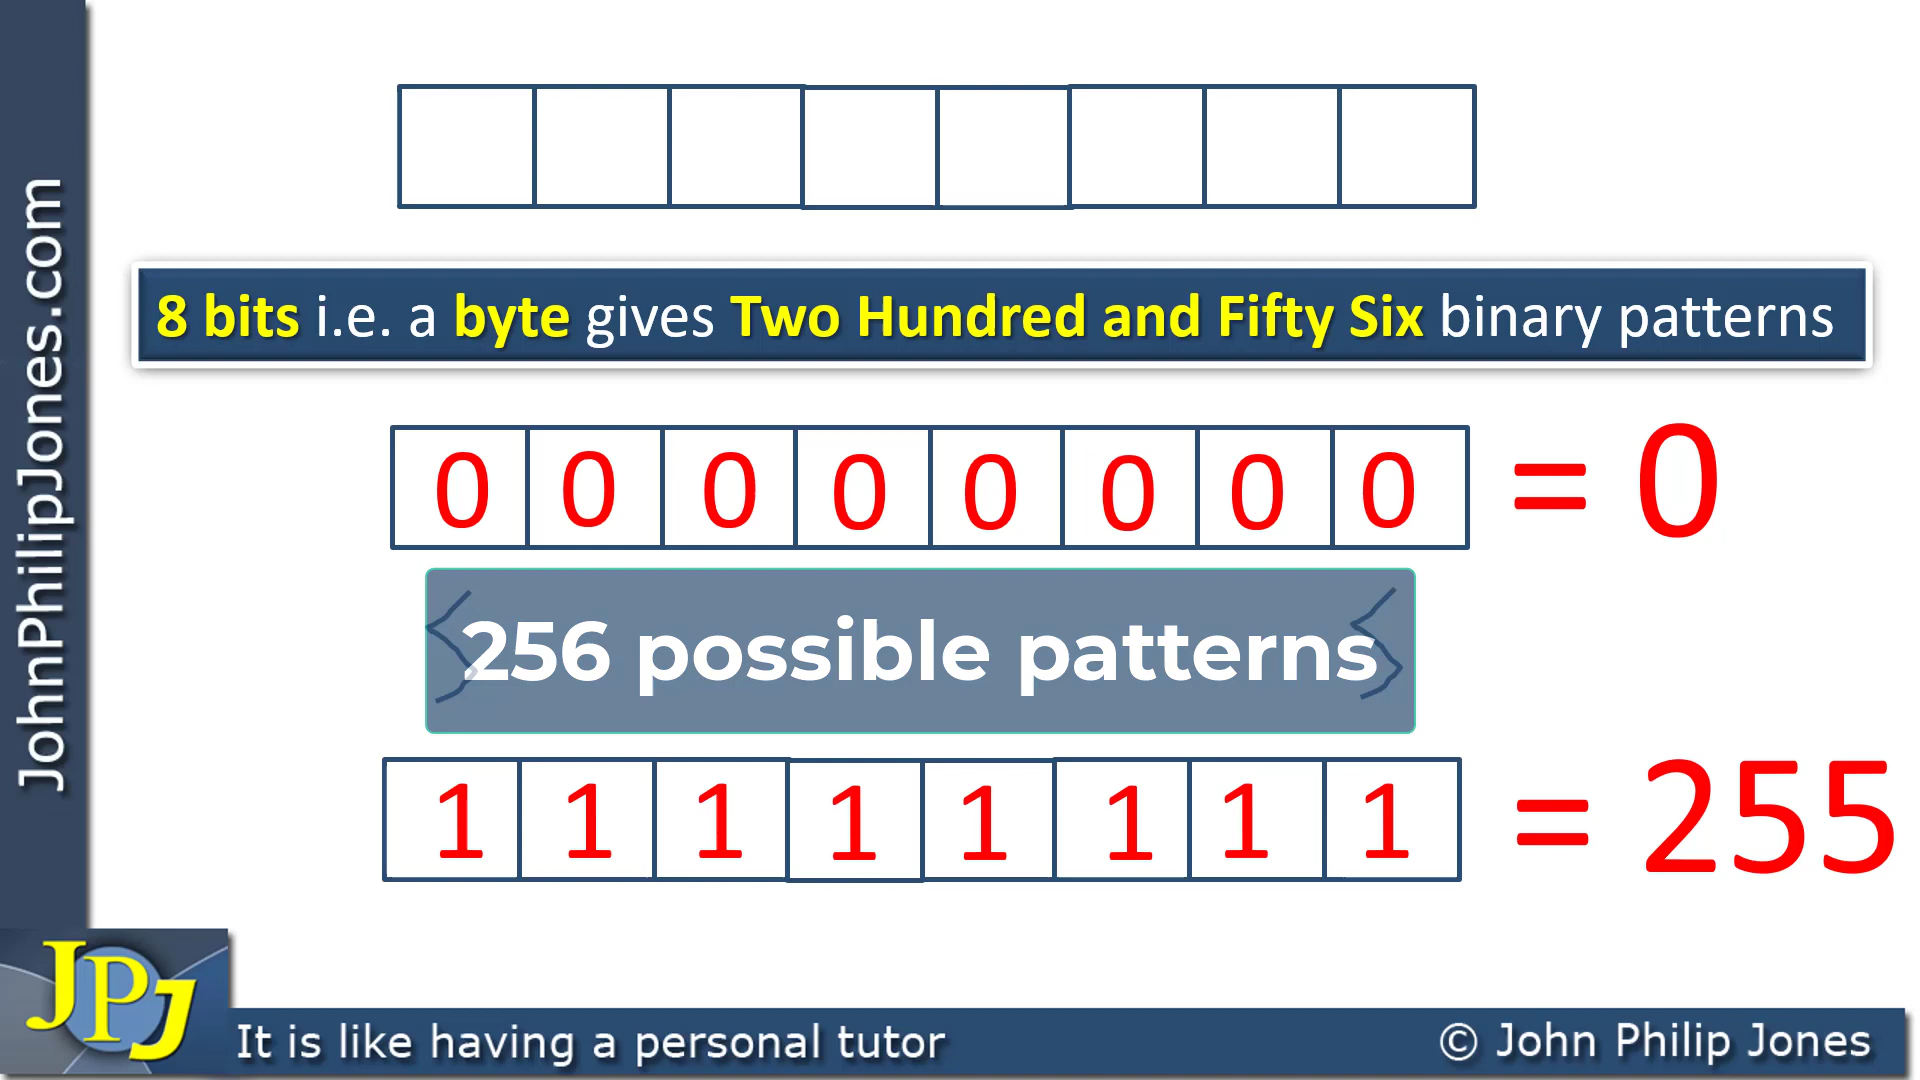 JohnPhilipJones.com
8 bits i.e. a byte gives Two Hundred and Fifty Six binary patterns
0 0 0 0 0 0 0 0 = 0
256 possible patterns
1 1 1 1 1 1 1 1 = 255
JPJ
It is like having a personal tutor
© John Philip Jones